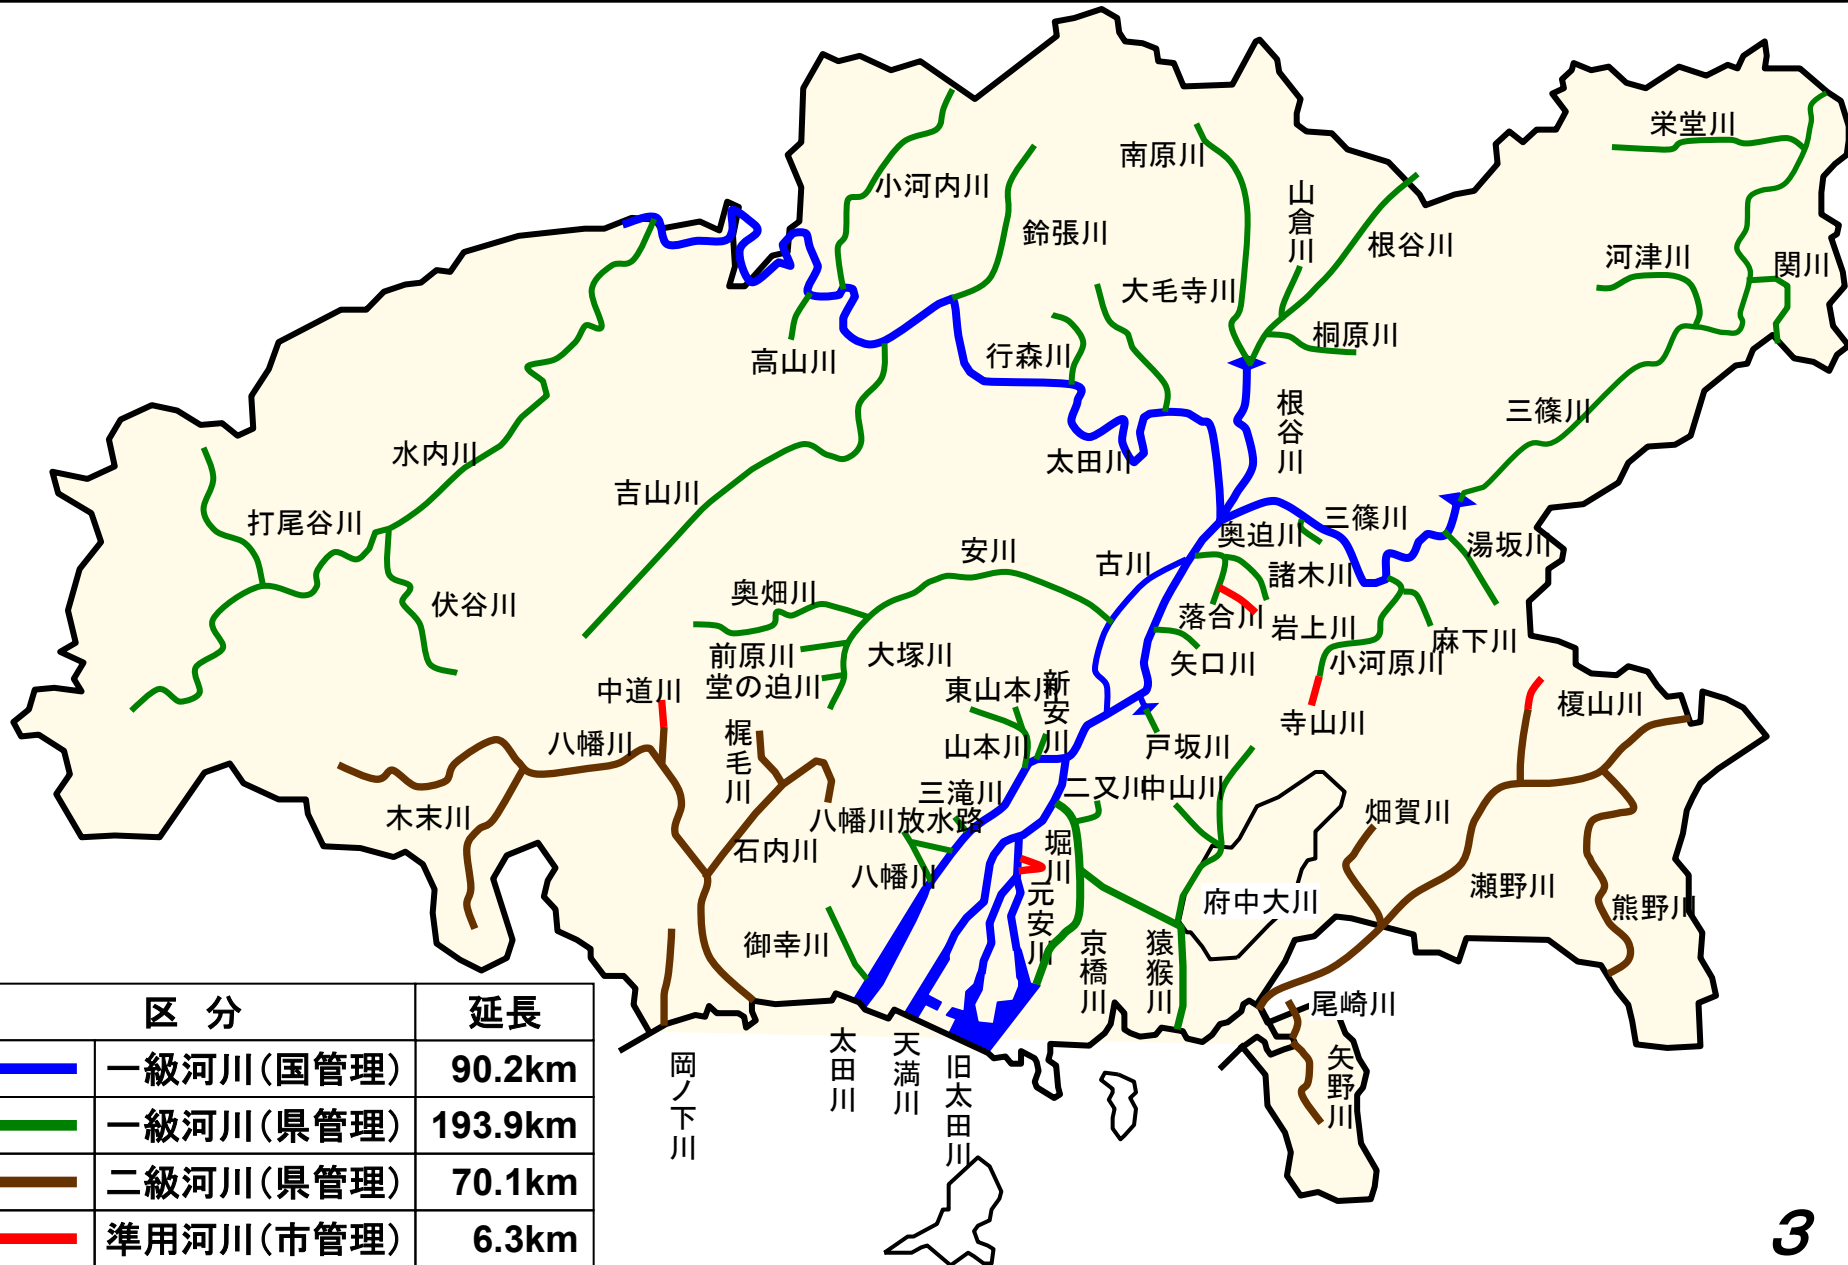 栄堂川
南原川
小河内川
山倉川
鈴張川
根谷川
河津川
関川
大毛寺川
桐原川
高山川
行森川
三篠川
根谷川
水内川
太田川
吉山川
打尾谷川
三篠川
奥迫川
湯坂川
安川
古川
諸木川
奥畑川
伏谷川
落合川
岩上川
麻下川
前原川
大塚川
矢口川
小河原川
堂の迫川
中道川
東山本川
新安川
榎山川
寺山川
八幡川
梶毛川
山本川
戸坂川
三滝川
二又川
中山川
木末川
八幡川放水路
畑賀川
石内川
堀川
八幡川
瀬野川
元安川
府中大川
熊野川
御幸川
京橋川
猿猴川
尾崎川
岡ノ下川
太田川
天満川
旧太田川
矢野川
区 分 延長
一級河川(国管理) 90.2km
一級河川(県管理) 193.9km
二級河川(県管理) 70.1km
準用河川(市管理) 6.3km
3